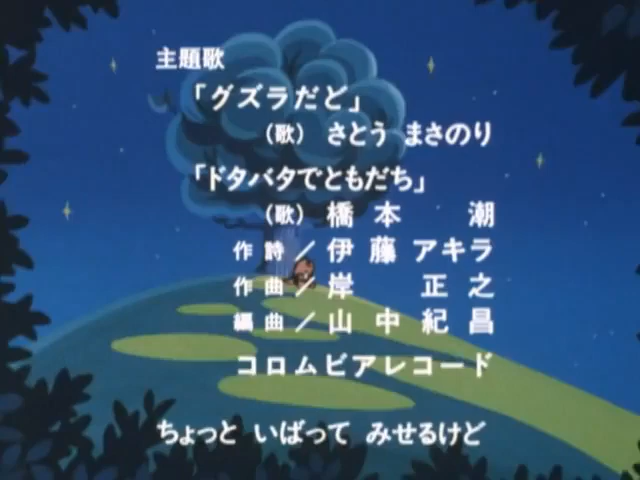 主題歌
「グズラだど」
(歌) さとう まさのり
「ドタバタでともだち」
(歌) 橋本 潮
作詩/伊藤アキラ
作曲/岸 正之
編曲/山中紀昌
コロムビアレコード
ちょっと いばって みせるけど